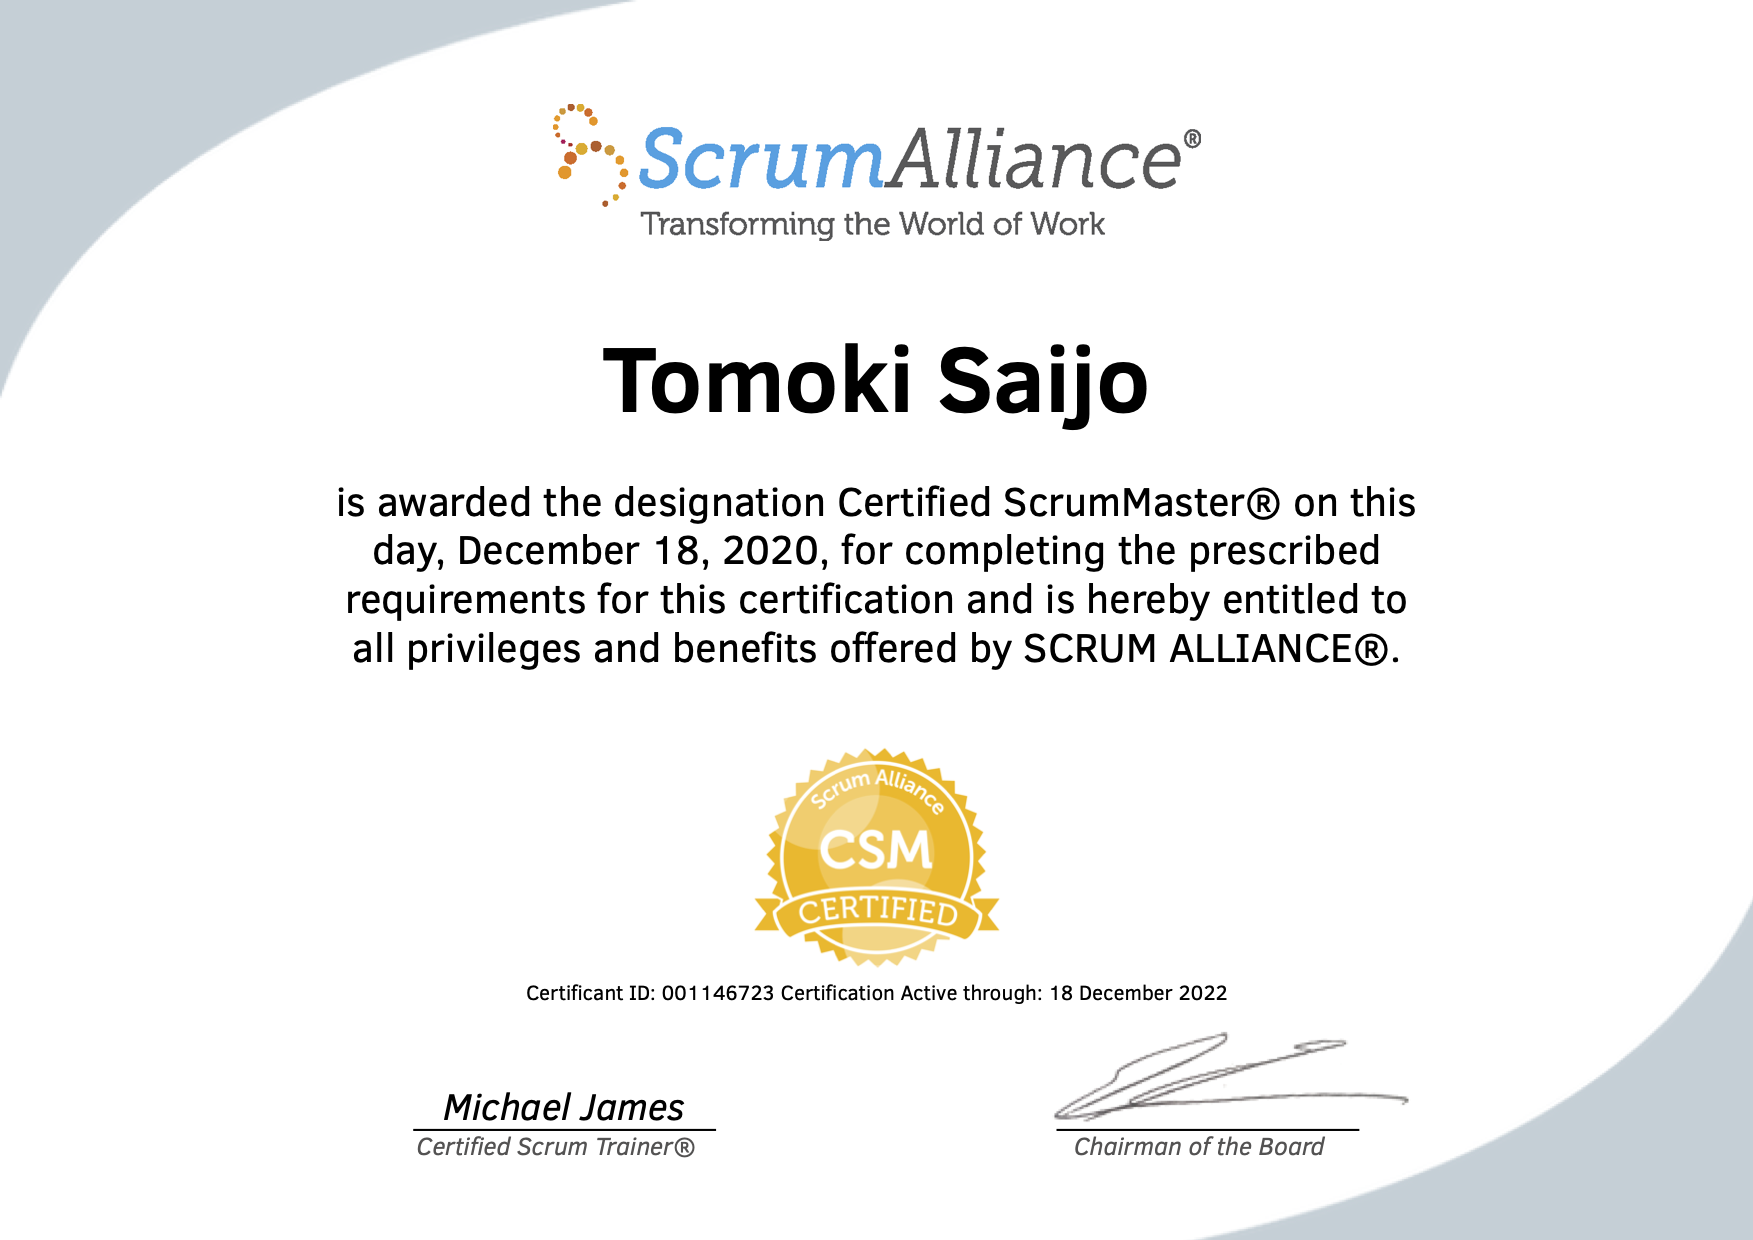 ScrumAlliance®
Transforming the World of Work
Tomoki Saijo
is awarded the designation Certified ScrumMaster® on this
day, December 18, 2020, for completing the prescribed
requirements for this certification and is hereby entitled to
all privileges and benefits offered by SCRUM ALLIANCE®.
Scrum Alliance
CSM
CERTIFIED
Certificant ID: 001146723 Certification Active through: 18 December 2022
Michael James
Certified Scrum Trainer®
Chairman of the Board